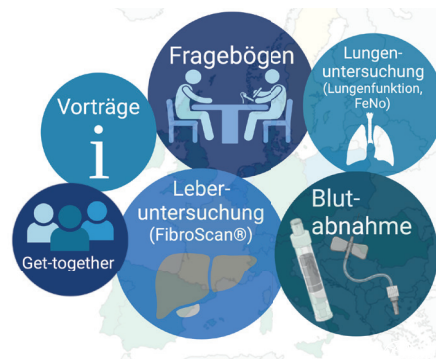 Fragebögen
Lungen-
untersuchung
(Lungenfunktion,
FeNo)
Vorträge
i
Leber-
untersuchung
(FibroScan®)
Blut-
abnahme
Get-together